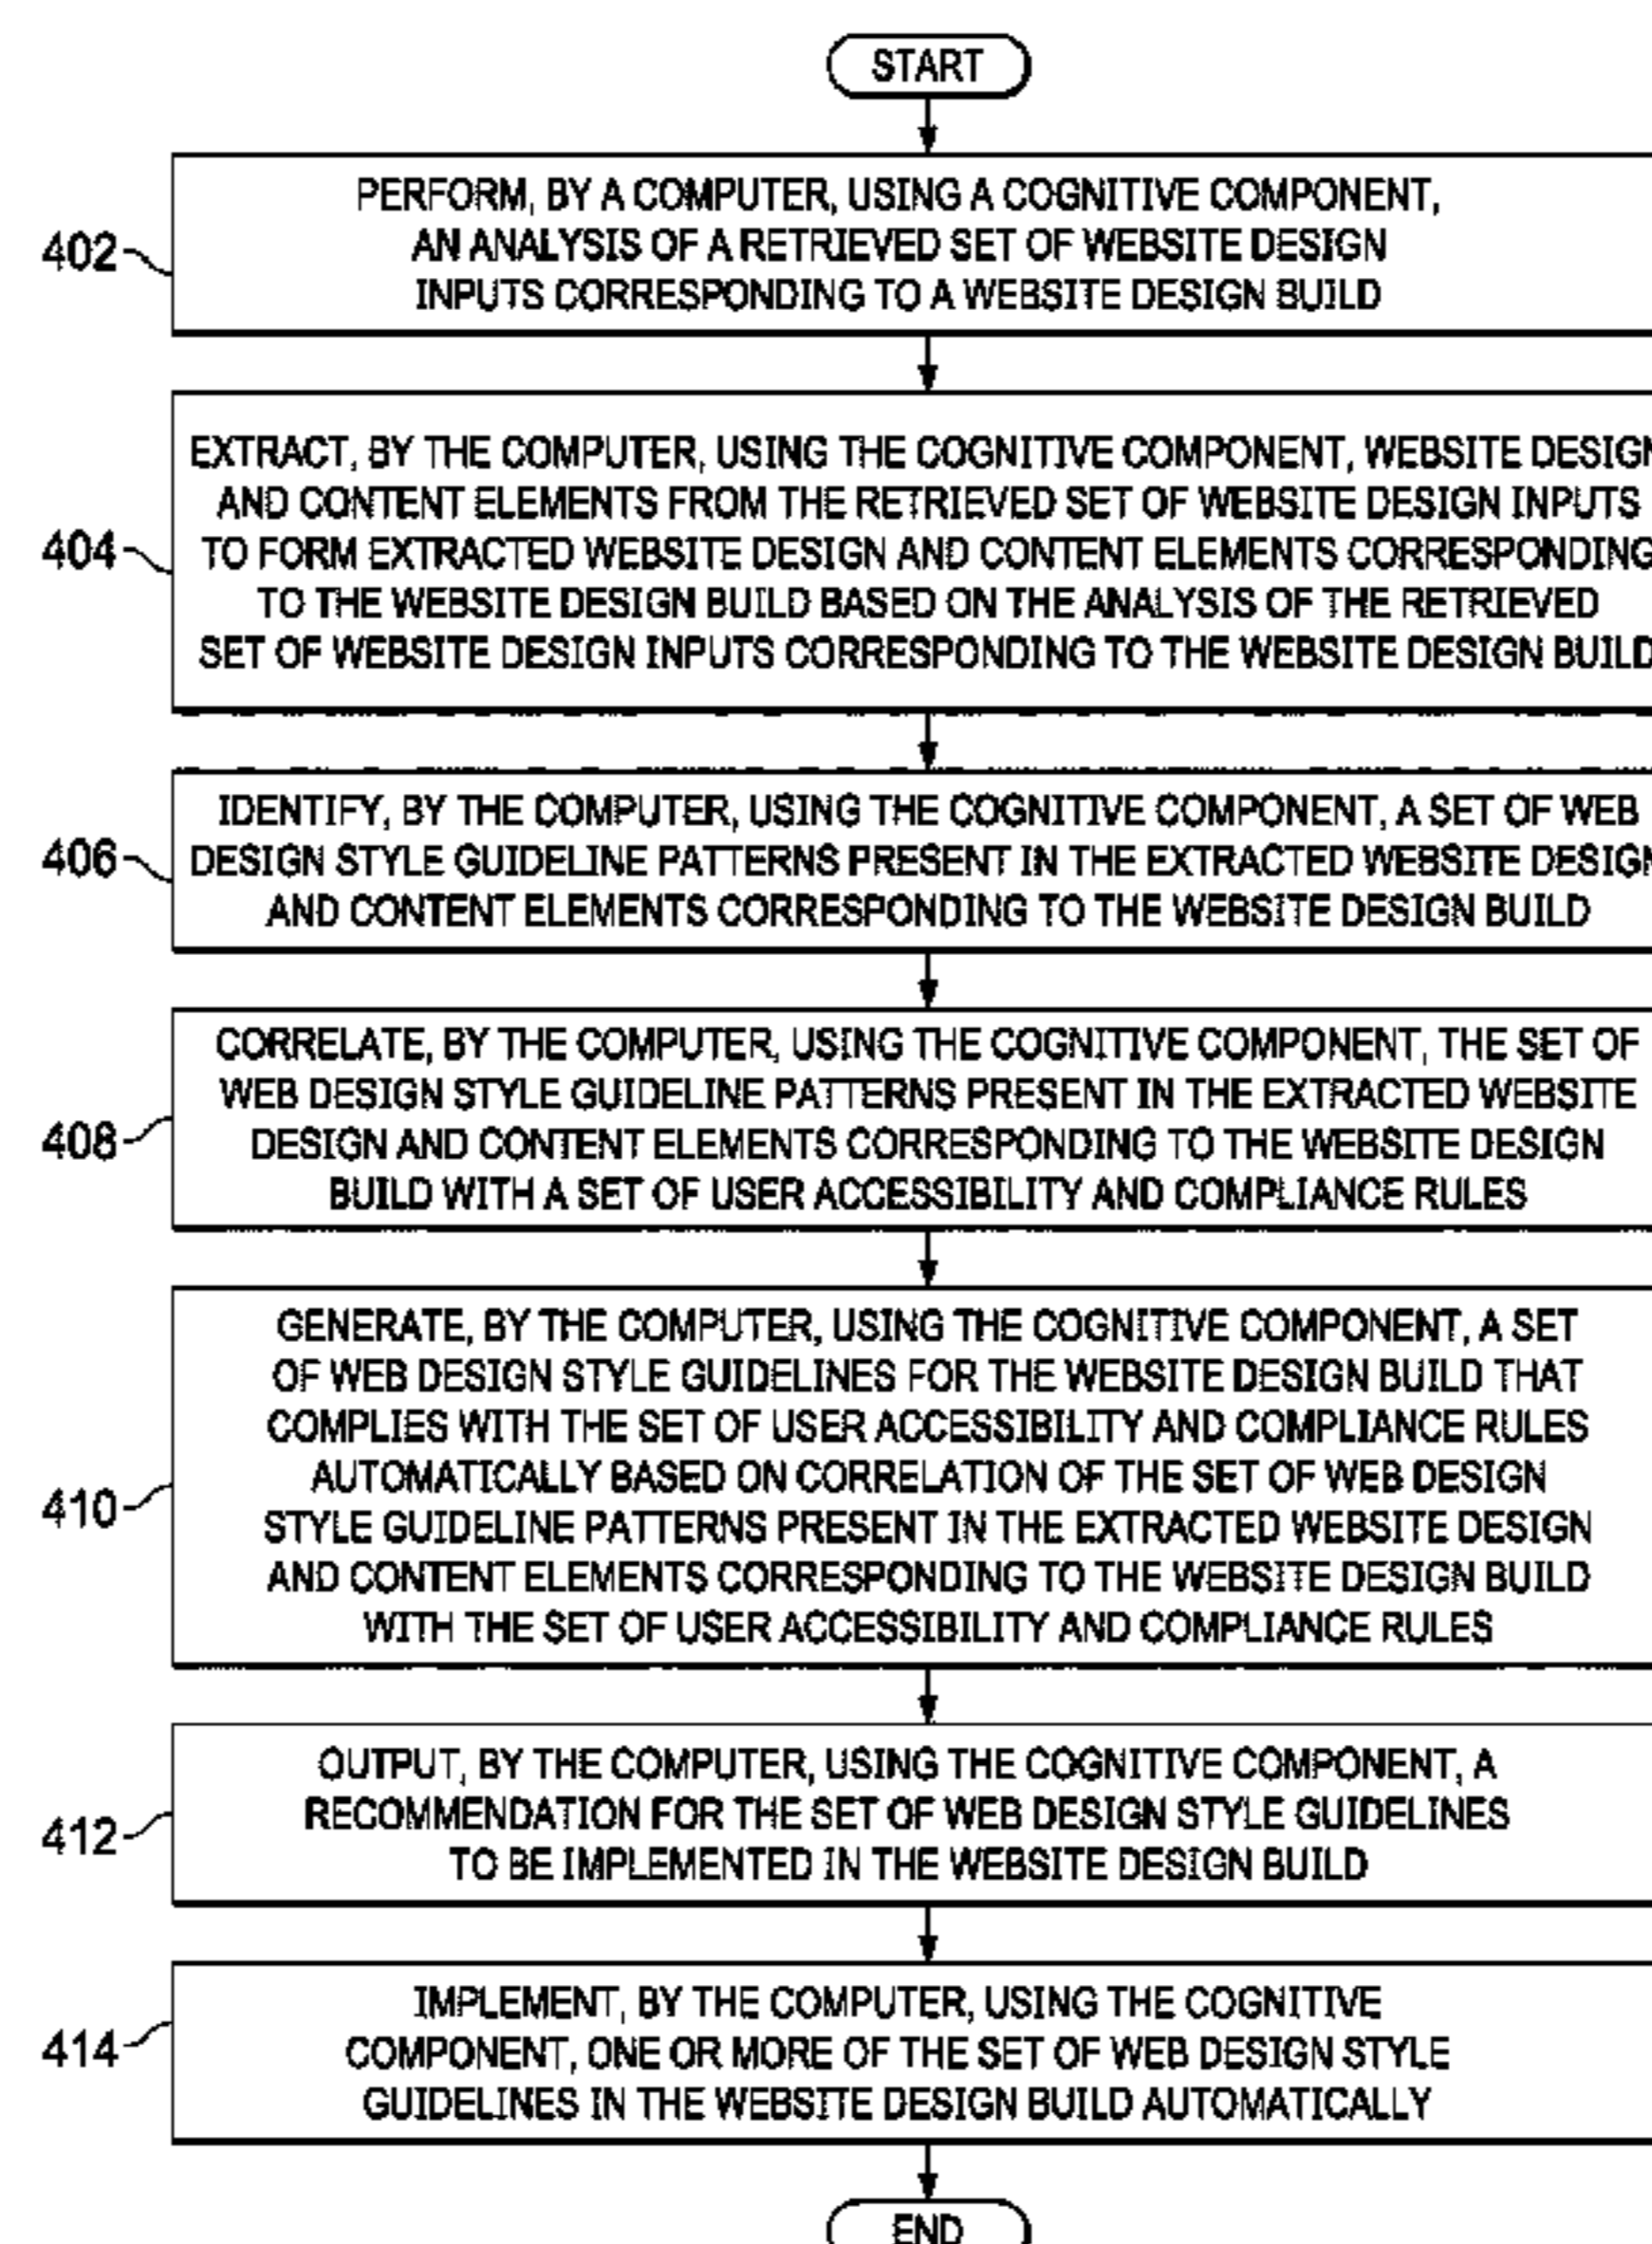 START
PERFORM, BY A COMPUTER, USING A COGNITIVE COMPONENT,
AN ANALYSIS OF A RETRIEVED SET OF WEBSITE DESIGN
INPUTS CORRESPONDING TO A WEBSITE DESIGN BUILD
402
EXTRACT, BY THE COMPUTER, USING THE COGNITIVE COMPONENT, WEBSITE DESIGN
AND CONTENT ELEMENTS FROM THE RETRIEVED SET OF WEBSITE DESIGN INPUTS
TO FORM EXTRACTED WEBSITE DESIGN AND CONTENT ELEMENTS CORRESPONDING
TO THE WEBSITE DESIGN BUILD BASED ON THE ANALYSIS OF THE RETRIEVED
SET OF WEBSITE DESIGN INPUTS CORRESPONDING TO THE WEBSITE DESIGN BUILD
404
IDENTIFY, BY THE COMPUTER, USING THE COGNITIVE COMPONENT, A SET OF WEB
DESIGN STYLE GUIDELINE PATTERNS PRESENT IN THE EXTRACTED WEBSITE DESIGN
AND CONTENT ELEMENTS CORRESPONDING TO THE WEBSITE DESIGN BUILD
406
CORRELATE, BY THE COMPUTER, USING THE COGNITIVE COMPONENT, THE SET OF
WEB DESIGN STYLE GUIDELINE PATTERNS PRESENT IN THE EXTRACTED WEBSITE
DESIGN AND CONTENT ELEMENTS CORRESPONDING TO THE WEBSITE DESIGN
BUILD WITH A SET OF USER ACCESSIBILITY AND COMPLIANCE RULES
408
GENERATE, BY THE COMPUTER, USING THE COGNITIVE COMPONENT, A SET
OF WEB DESIGN STYLE GUIDELINES FOR THE WEBSITE DESIGN BUILD THAT
COMPLIES WITH THE SET OF USER ACCESSIBILITY AND COMPLIANCE RULES
AUTOMATICALLY BASED ON CORRELATION OF THE SET OF WEB DESIGN
STYLE GUIDELINE PATTERNS PRESENT IN THE EXTRACTED WEBSITE DESIGN
AND CONTENT ELEMENTS CORRESPONDING TO THE WEBSITE DESIGN BUILD
WITH THE SET OF USER ACCESSIBILITY AND COMPLIANCE RULES
410
OUTPUT, BY THE COMPUTER, USING THE COGNITIVE COMPONENT, A
RECOMMENDATION FOR THE SET OF WEB DESIGN STYLE GUIDELINES
TO BE IMPLEMENTED IN THE WEBSITE DESIGN BUILD
412
IMPLEMENT, BY THE COMPUTER, USING THE COGNITIVE
COMPONENT, ONE OR MORE OF THE SET OF WEB DESIGN STYLE
GUIDELINES IN THE WEBSITE DESIGN BUILD AUTOMATICALLY
414
END